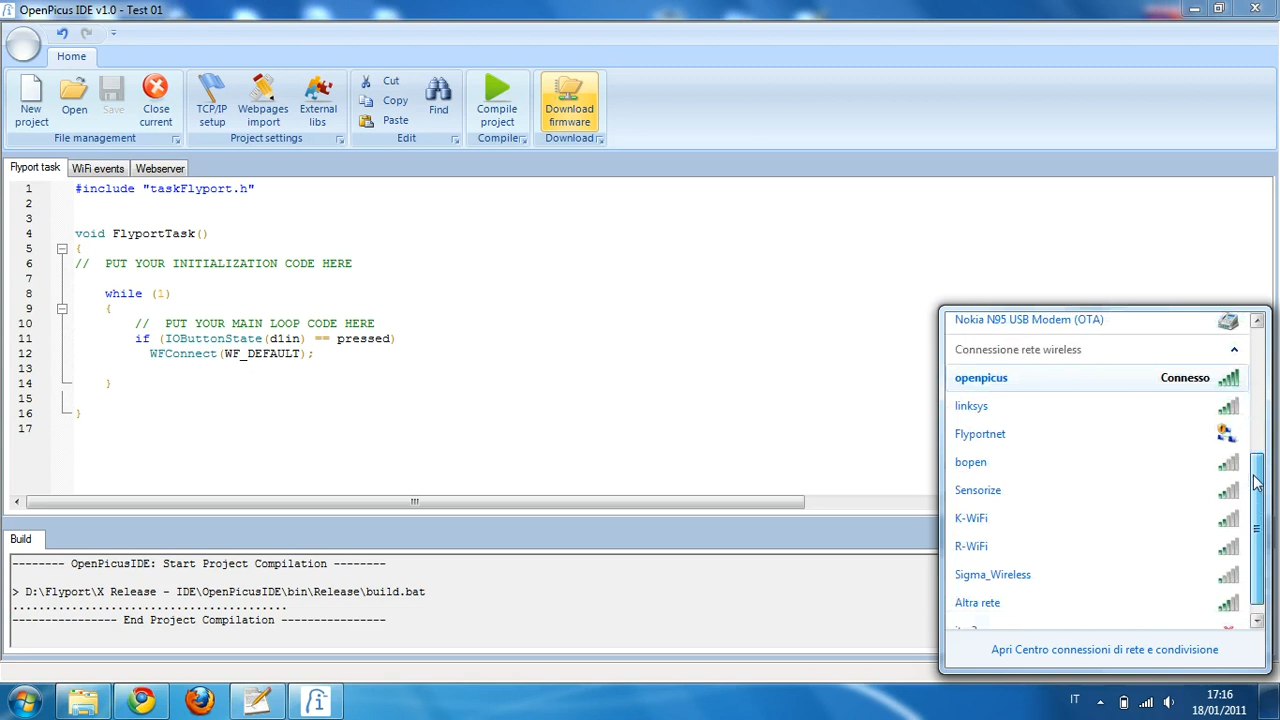 OpenPicus IDE v1.0 - Test 01
Home
New project
Open
Save
Close current
File management
TCP/IP setup
Webpages import
External libs
Project settings
Cut
Copy
Paste
Find
Edit
Compile project
Compile
Download firmware
Download
Flyport task
WiFi events
Webserver
1 #include "taskFlyport.h"
2
3
4 void FlyportTask()
5 {
6 // PUT YOUR INITIALIZATION CODE HERE
7
8 while (1)
9 {
10 // PUT YOUR MAIN LOOP CODE HERE
11 if (IOButtonState(dlin) == pressed)
12 WFConnect(WF_DEFAULT);
13
14 }
15
16 }
17
Build
-------- OpenPicusIDE: Start Project Compilation --------
> D:\Flyport\X Release - IDE\OpenPicusIDE\bin\Release\build.bat
.........................................
---------------- End Project Compilation ----------------
Nokia N95 USB Modem (OTA)
Connessione rete wireless
openpicus Connesso
linksys
Flyportnet
bopen
Sensorize
K-WiFi
R-WiFi
Sigma_Wireless
Altra rete
Apri Centro connessioni di rete e condivisione
IT
17:16
18/01/2011